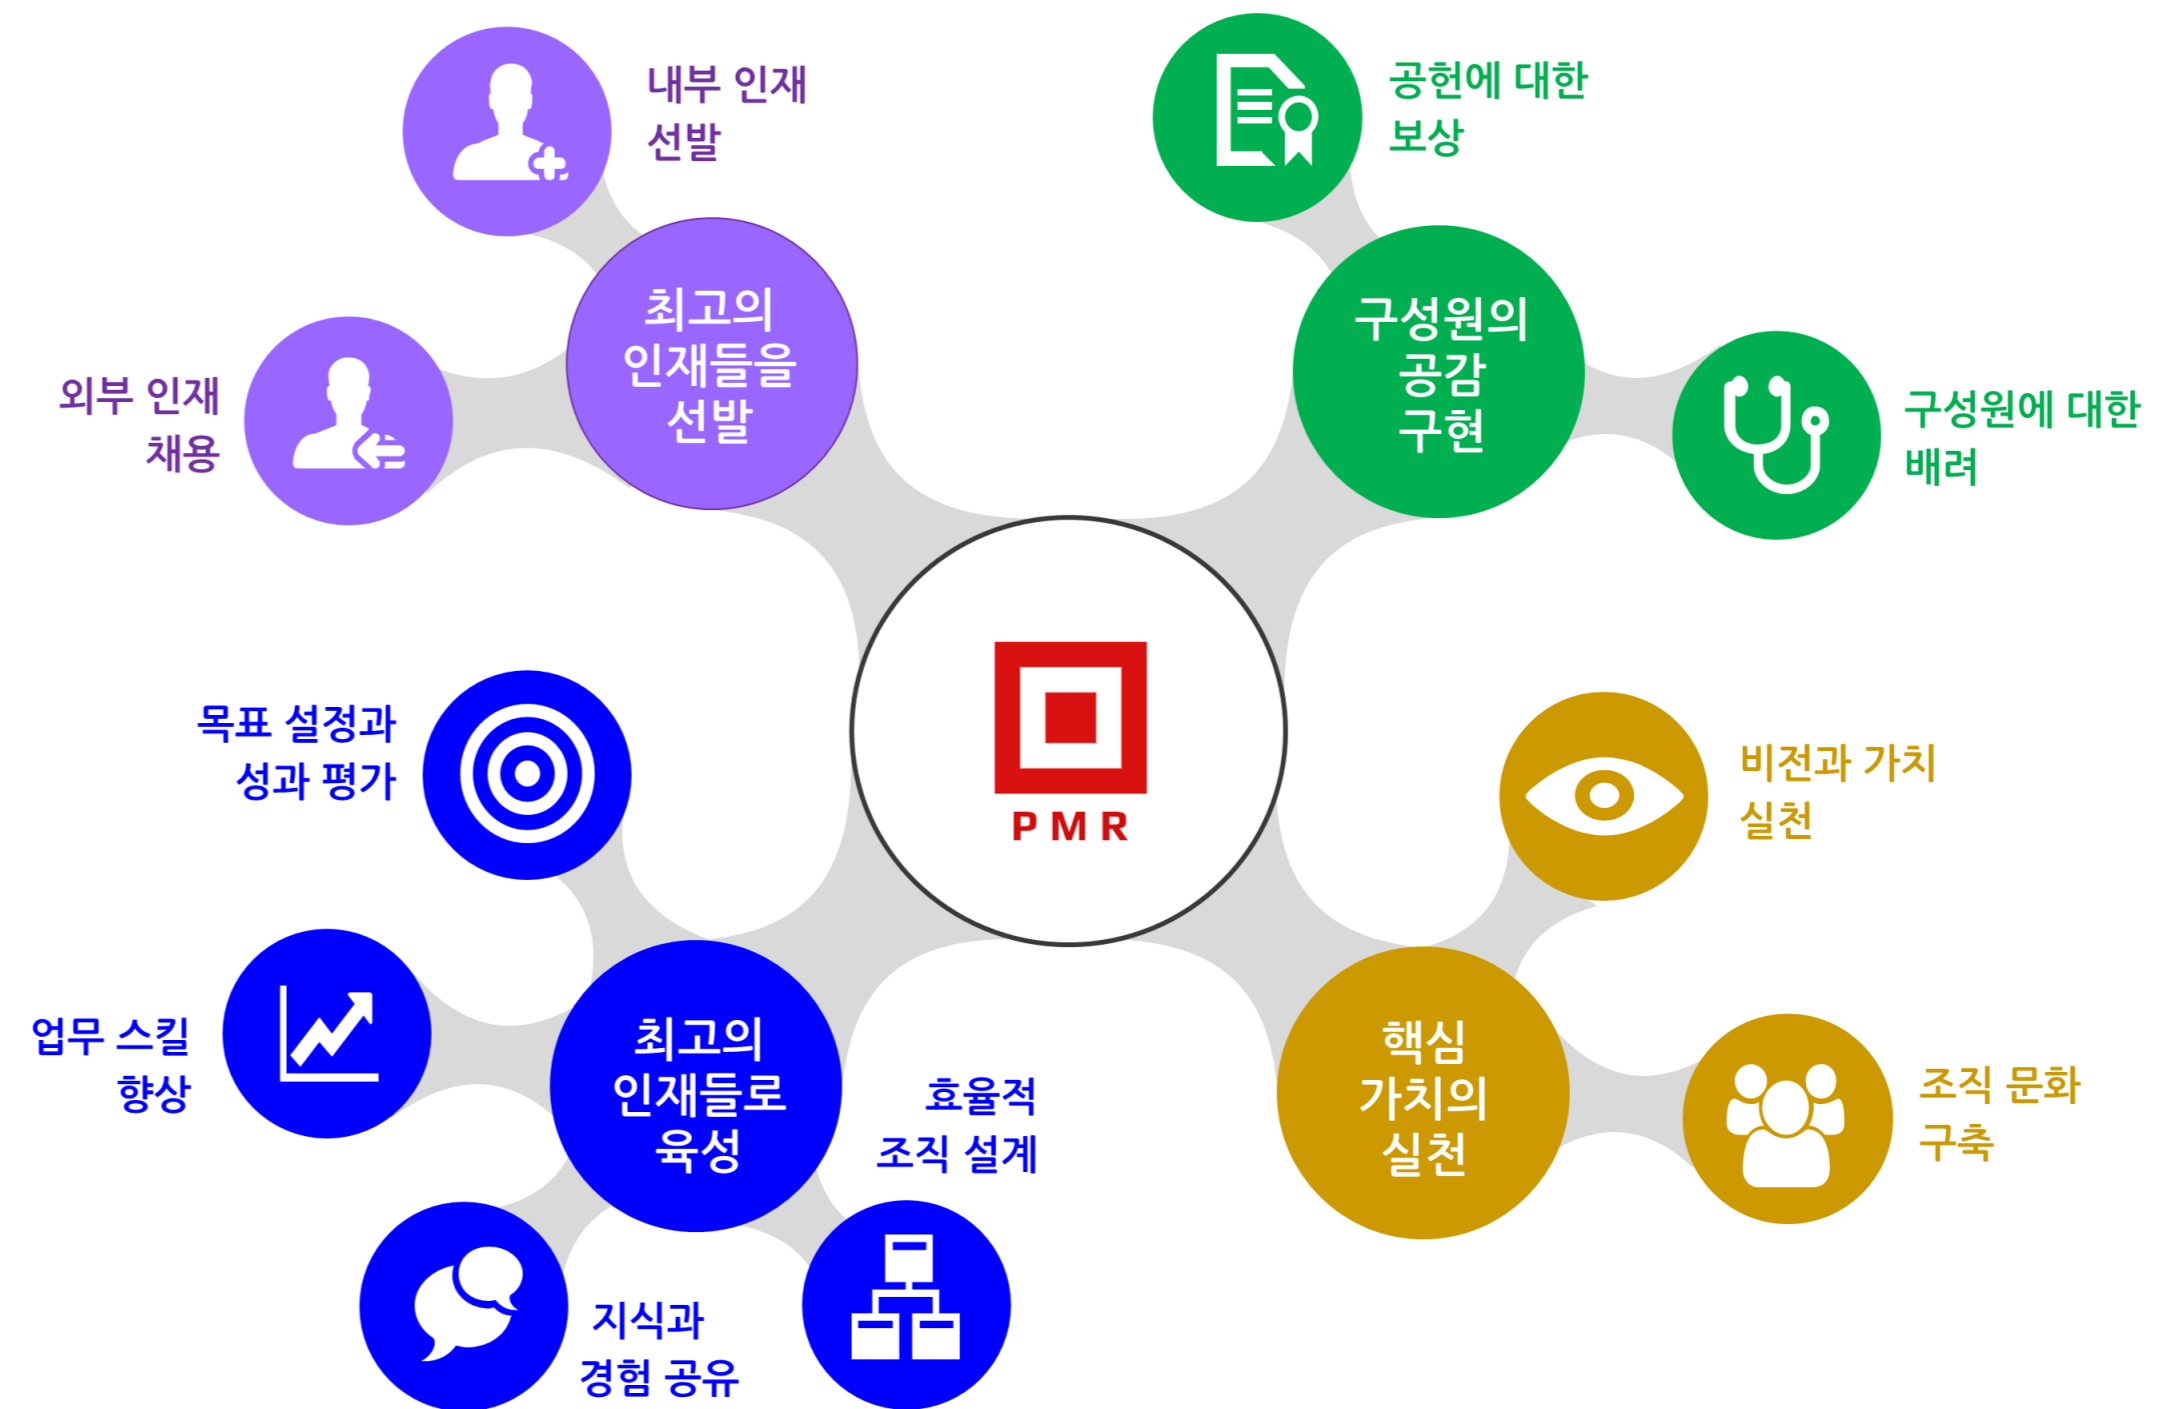 내부 인재
선발
공헌에 대한
보상
최고의
인재들을
선발
구성원의
공감
구현
외부 인재
채용
구성원에 대한
배려
PMR
목표 설정과
성과 평가
비전과 가치
실천
업무 스킬
향상
최고의
인재들로
육성
효율적
조직 설계
핵심
가치의
실천
조직 문화
구축
지식과
경험 공유